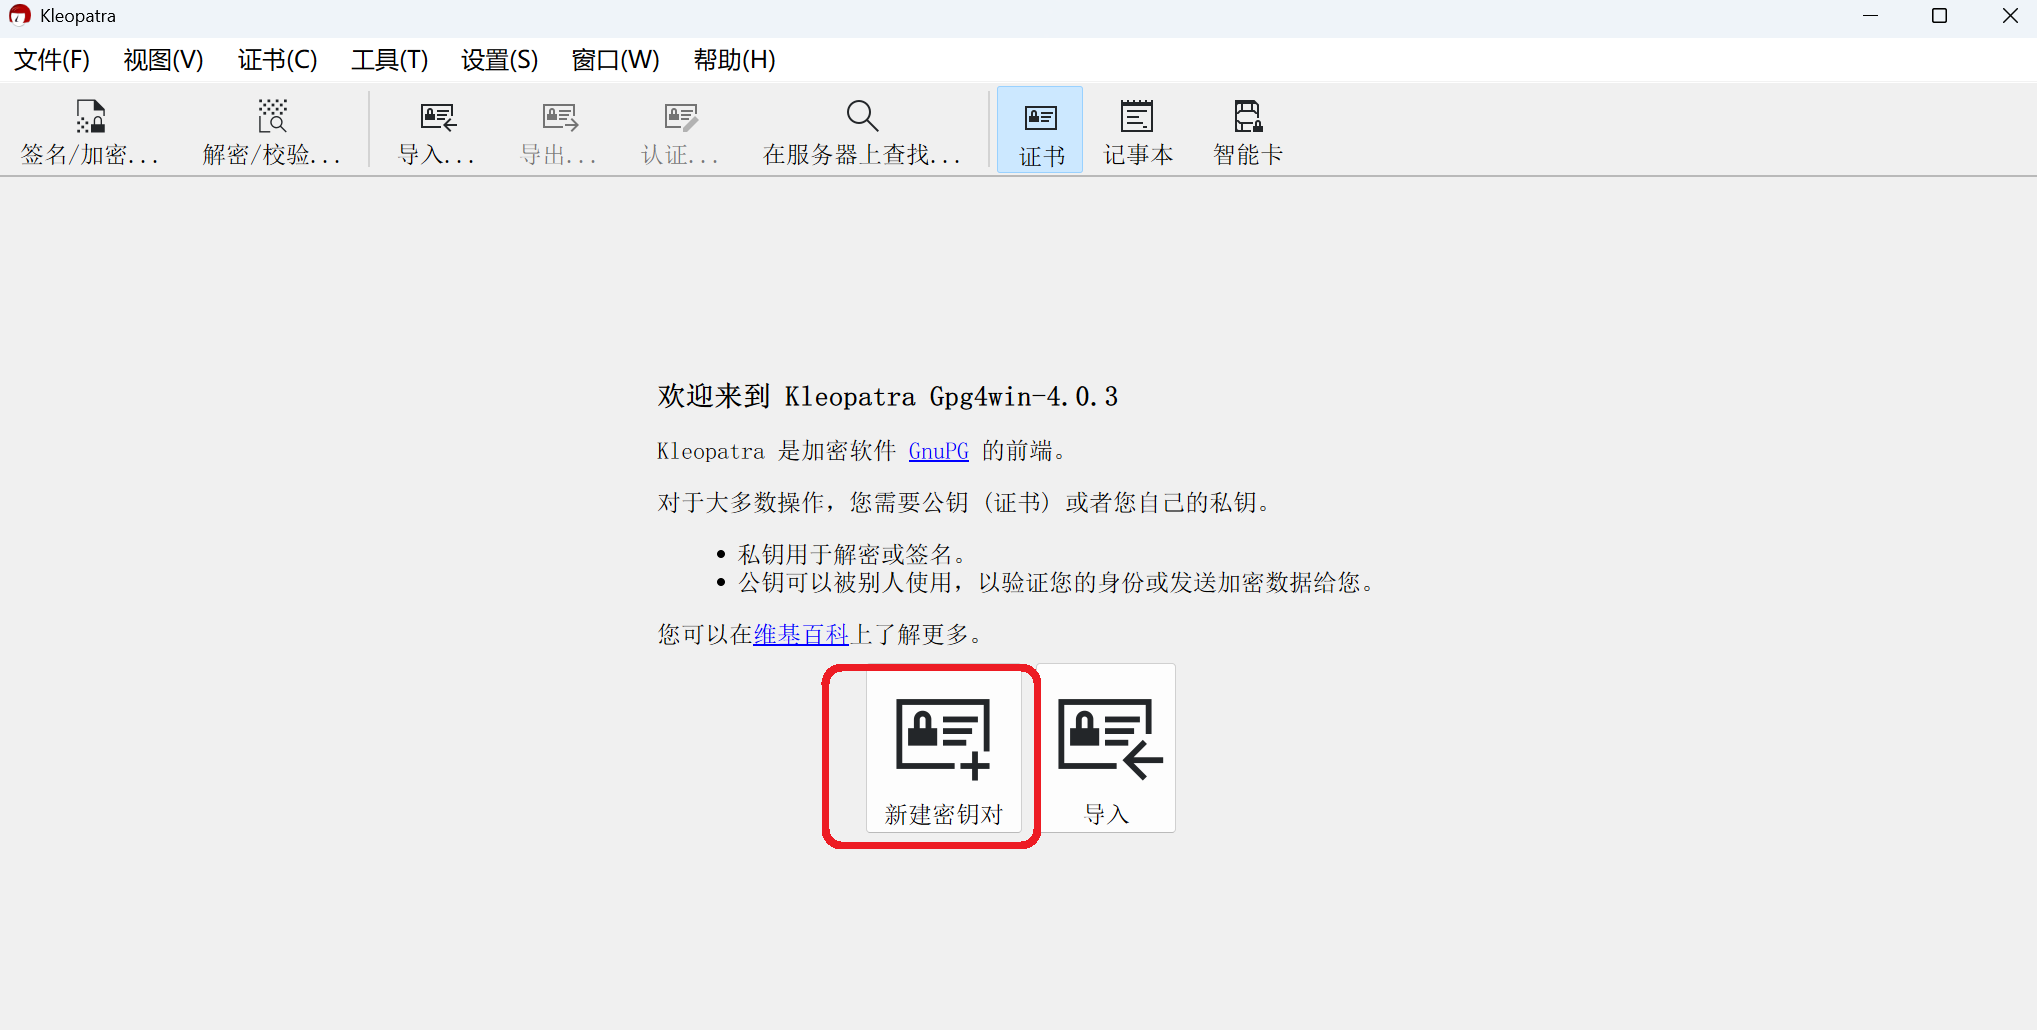 Kleopatra
文件(F) 视图(V) 证书(C) 工具(T) 设置(S) 窗口(W) 帮助(H)
签名/加密... 解密/校验... 导入... 导出... 认证... 在服务器上查找... 证书 记事本 智能卡
欢迎来到 Kleopatra Gpg4win-4.0.3
Kleopatra 是加密软件 GnuPG 的前端。
对于大多数操作，您需要公钥 (证书) 或者您自己的私钥。
• 私钥用于解密或签名。
• 公钥可以被别人使用，以验证您的身份或发送加密数据给您。
您可以在维基百科上了解更多。
新建密钥对 导入